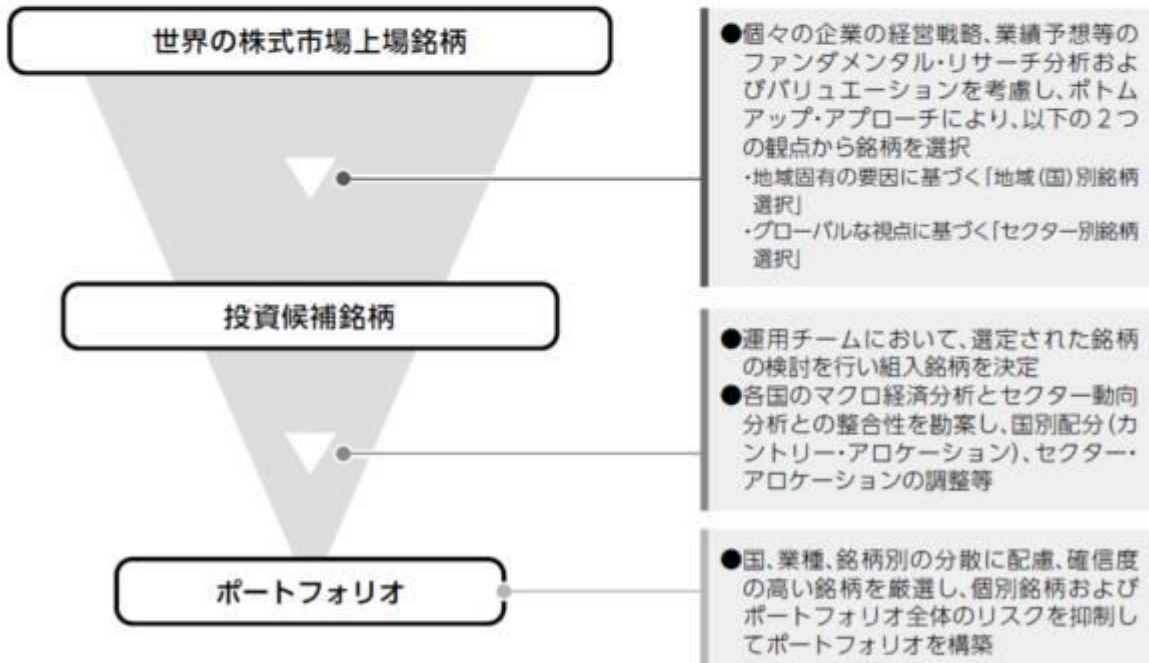 世界の株式市場上場銘柄
●個々の企業の経営戦略、業績予想等の
ファンダメンタル・リサーチ分析およ
びバリュエーションを考慮し、ボトム
アップ・アプローチにより、以下の２つ
の観点から銘柄を選択
・地域固有の要因に基づく「地域(国)別銘柄
選択」
・グローバルな視点に基づく「セクター別銘柄
選択」
投資候補銘柄
●運用チームにおいて、選定された銘柄
の検討を行い組入銘柄を決定
●各国のマクロ経済分析とセクター動向
分析との整合性を勘案し、国別配分(カ
ントリー・アロケーション)、セクター・
アロケーションの調整等
ポートフォリオ
●国、業種、銘柄別の分散に配慮、確信度
の高い銘柄を厳選し、個別銘柄および
ポートフォリオ全体のリスクを抑制し
てポートフォリオを構築